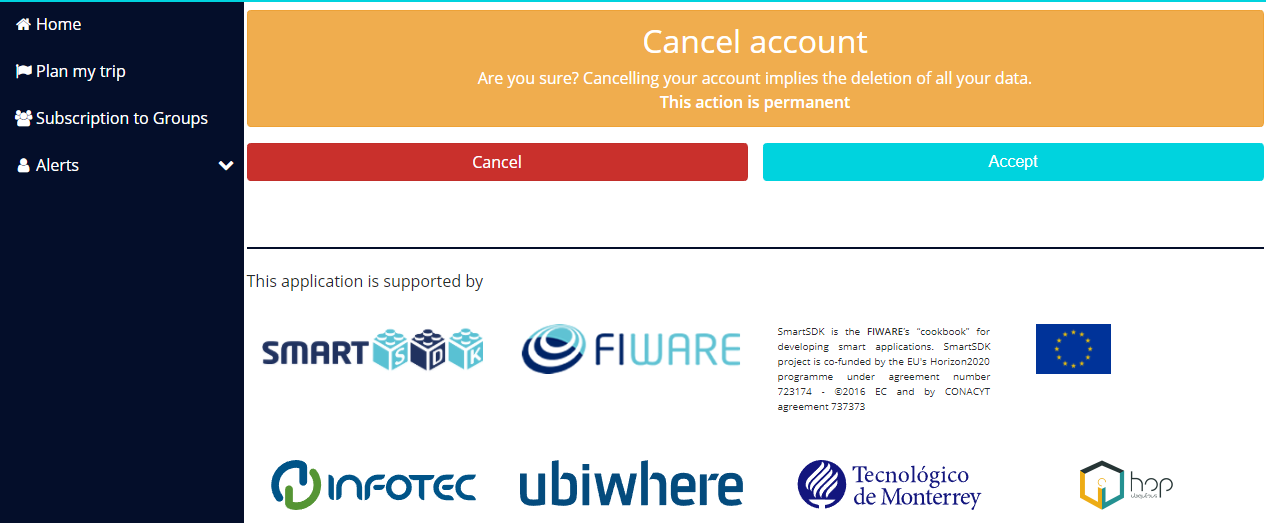 Home
Plan my trip
Subscription to Groups
Alerts
Cancel account
Are you sure? Cancelling your account implies the deletion of all your data.
This action is permanent
Cancel
Accept
This application is supported by
SMART SDK
FIWARE
SmartSDK is the FIWARE's "cookbook" for
developing smart applications. SmartSDK
project is co-funded by the EU's Horizon2020
programme under agreement number
723174 - ©2016 EC and by CONACYT
agreement 737373
INFOTEC
ubiwhere
Tecnológico
de Monterrey
hop
ubiquitous